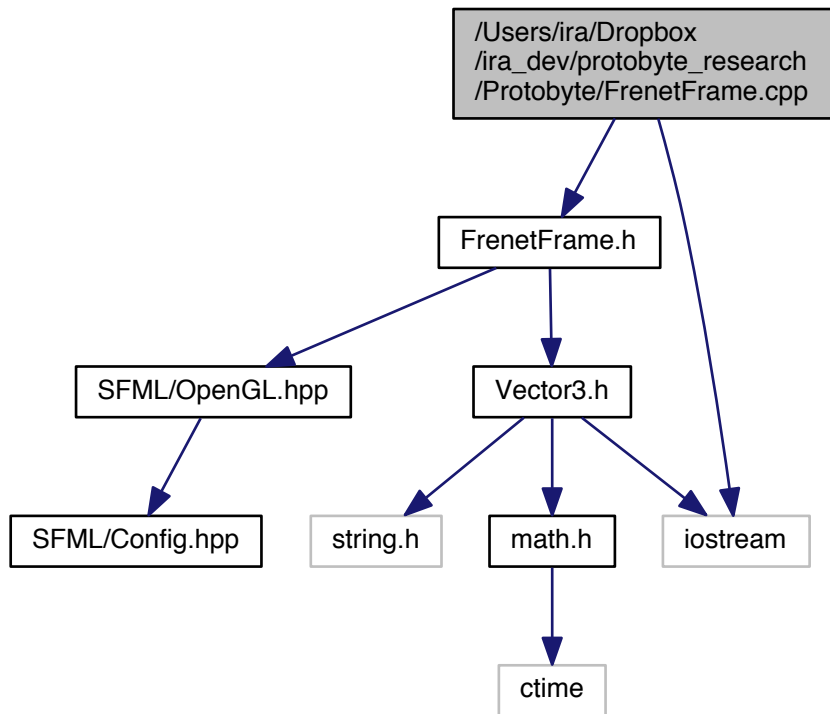 /Users/ira/Dropbox
/ira_dev/protobyte_research
/Protobyte/FrenetFrame.cpp
FrenetFrame.h
SFML/OpenGL.hpp
Vector3.h
SFML/Config.hpp
string.h
math.h
iostream
ctime